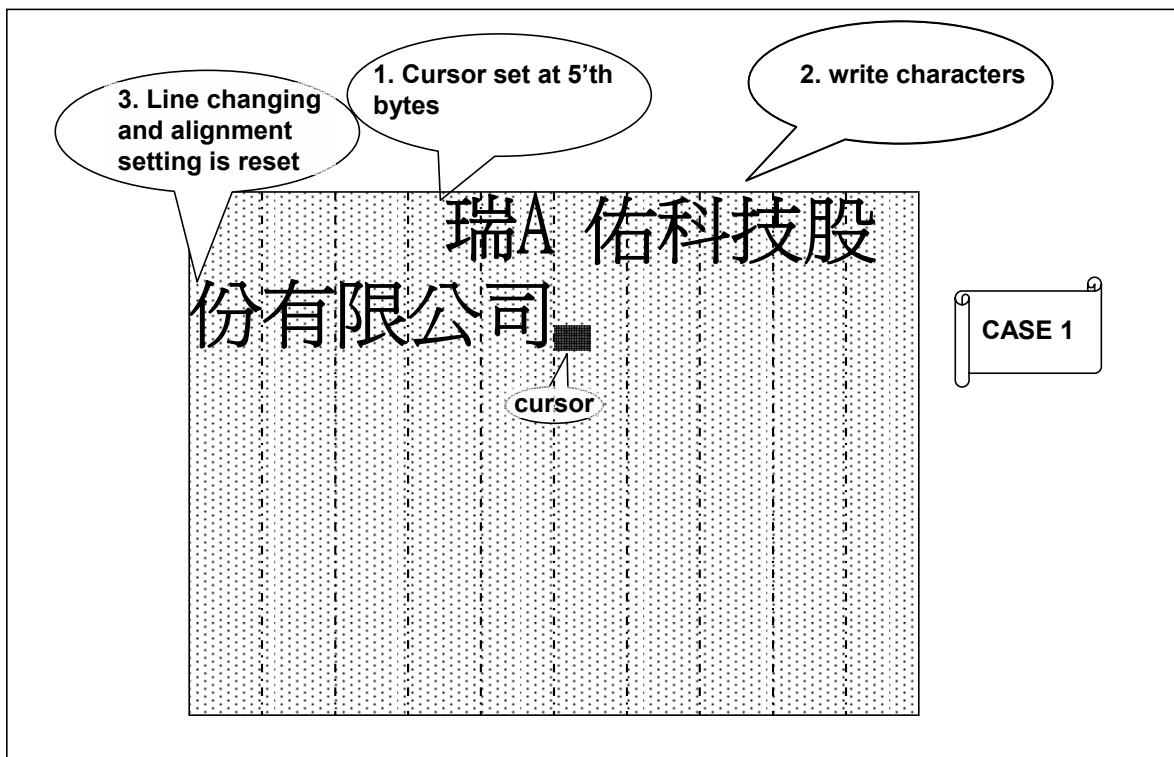 1. Cursor set at 5'th
bytes
2. write characters
3. Line changing
and alignment
setting is reset
瑞A 佑科技股
份有限公司
cursor
CASE 1